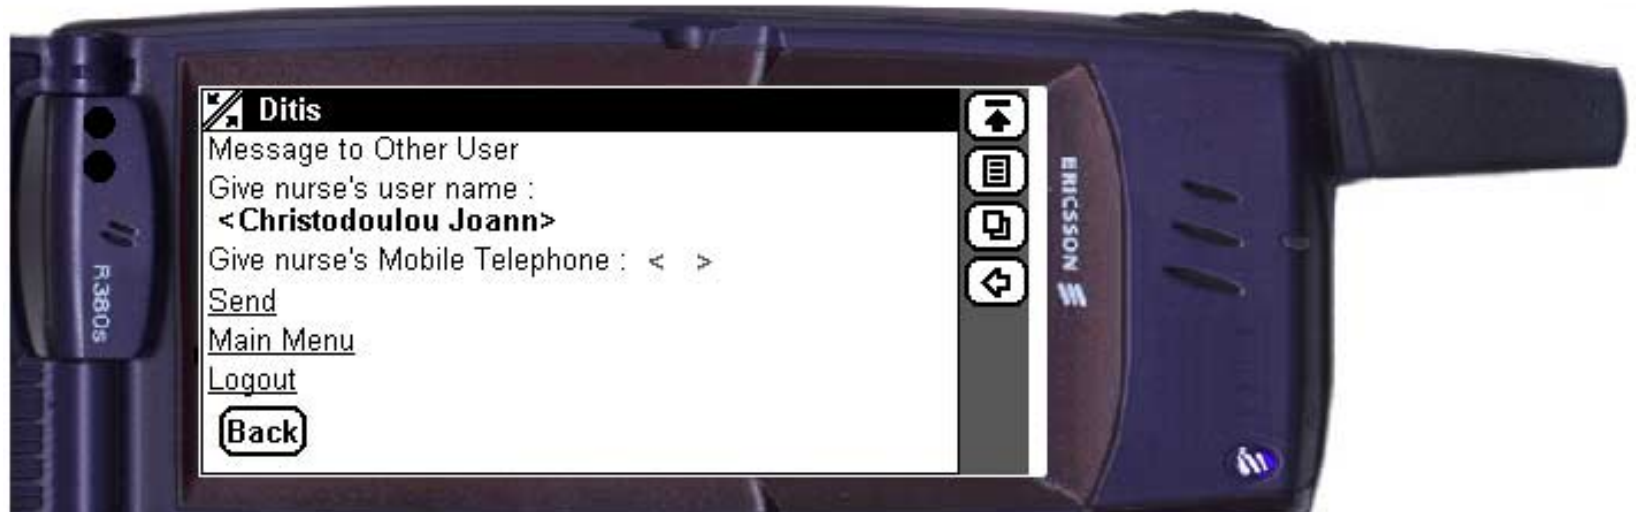 Ditis
Message to Other User
Give nurse's user name :
<Christodoulou Joann>
Give nurse's Mobile Telephone : < >
Send
Main Menu
Logout
Back
ERICSSON
R380s